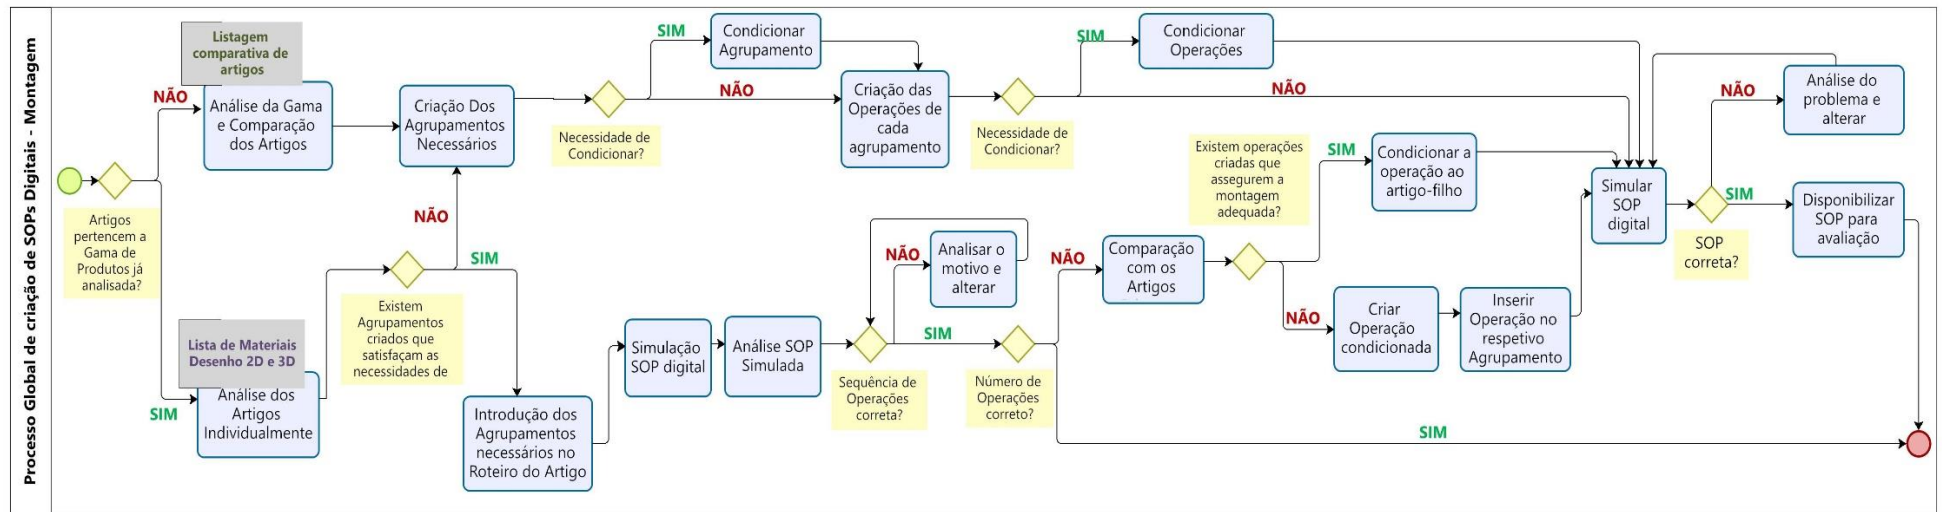 Processo Global de criação de SOPs Digitais - Montagem
Listagem
comparativa de
artigos
NÃO
Análise da Gama
e Comparação
dos Artigos
Artigos
pertencem a
Gama de
Produtos já
analisada?
SIM
Lista de Materiais
Desenho 2D e 3D
Análise dos
Artigos
Individualmente
Criação Dos
Agrupamentos
Necessários
NÃO
SIM
Existem
Agrupamentos
criados que
satisfaçam as
necessidades de
Introdução dos
Agrupamentos
necessários no
Roteiro do Artigo
Necessidade de
Condicionar?
SIM
Condicionar
Agrupamento
NÃO
Criação das
Operações de
cada
agrupamento
Necessidade de
Condicionar?
SIM
Condicionar
Operações
NÃO
Simulação
SOP digital
Análise SOP
Simulada
Sequência de
Operações
correta?
NÃO
Analisar o
motivo e
alterar
SIM
Número de
Operações
correto?
NÃO
Comparação
com os
Artigos
SIM
Existem operações
criadas que
assegurem a
montagem
adequada?
SIM
Condicionar a
operação ao
artigo-filho
NÃO
Criar
Operação
condicionada
Inserir
Operação no
respetivo
Agrupamento
Simular
SOP
digital
SOP
correta?
NÃO
Análise do
problema e
alterar
SIM
Disponibilizar
SOP para
avaliação